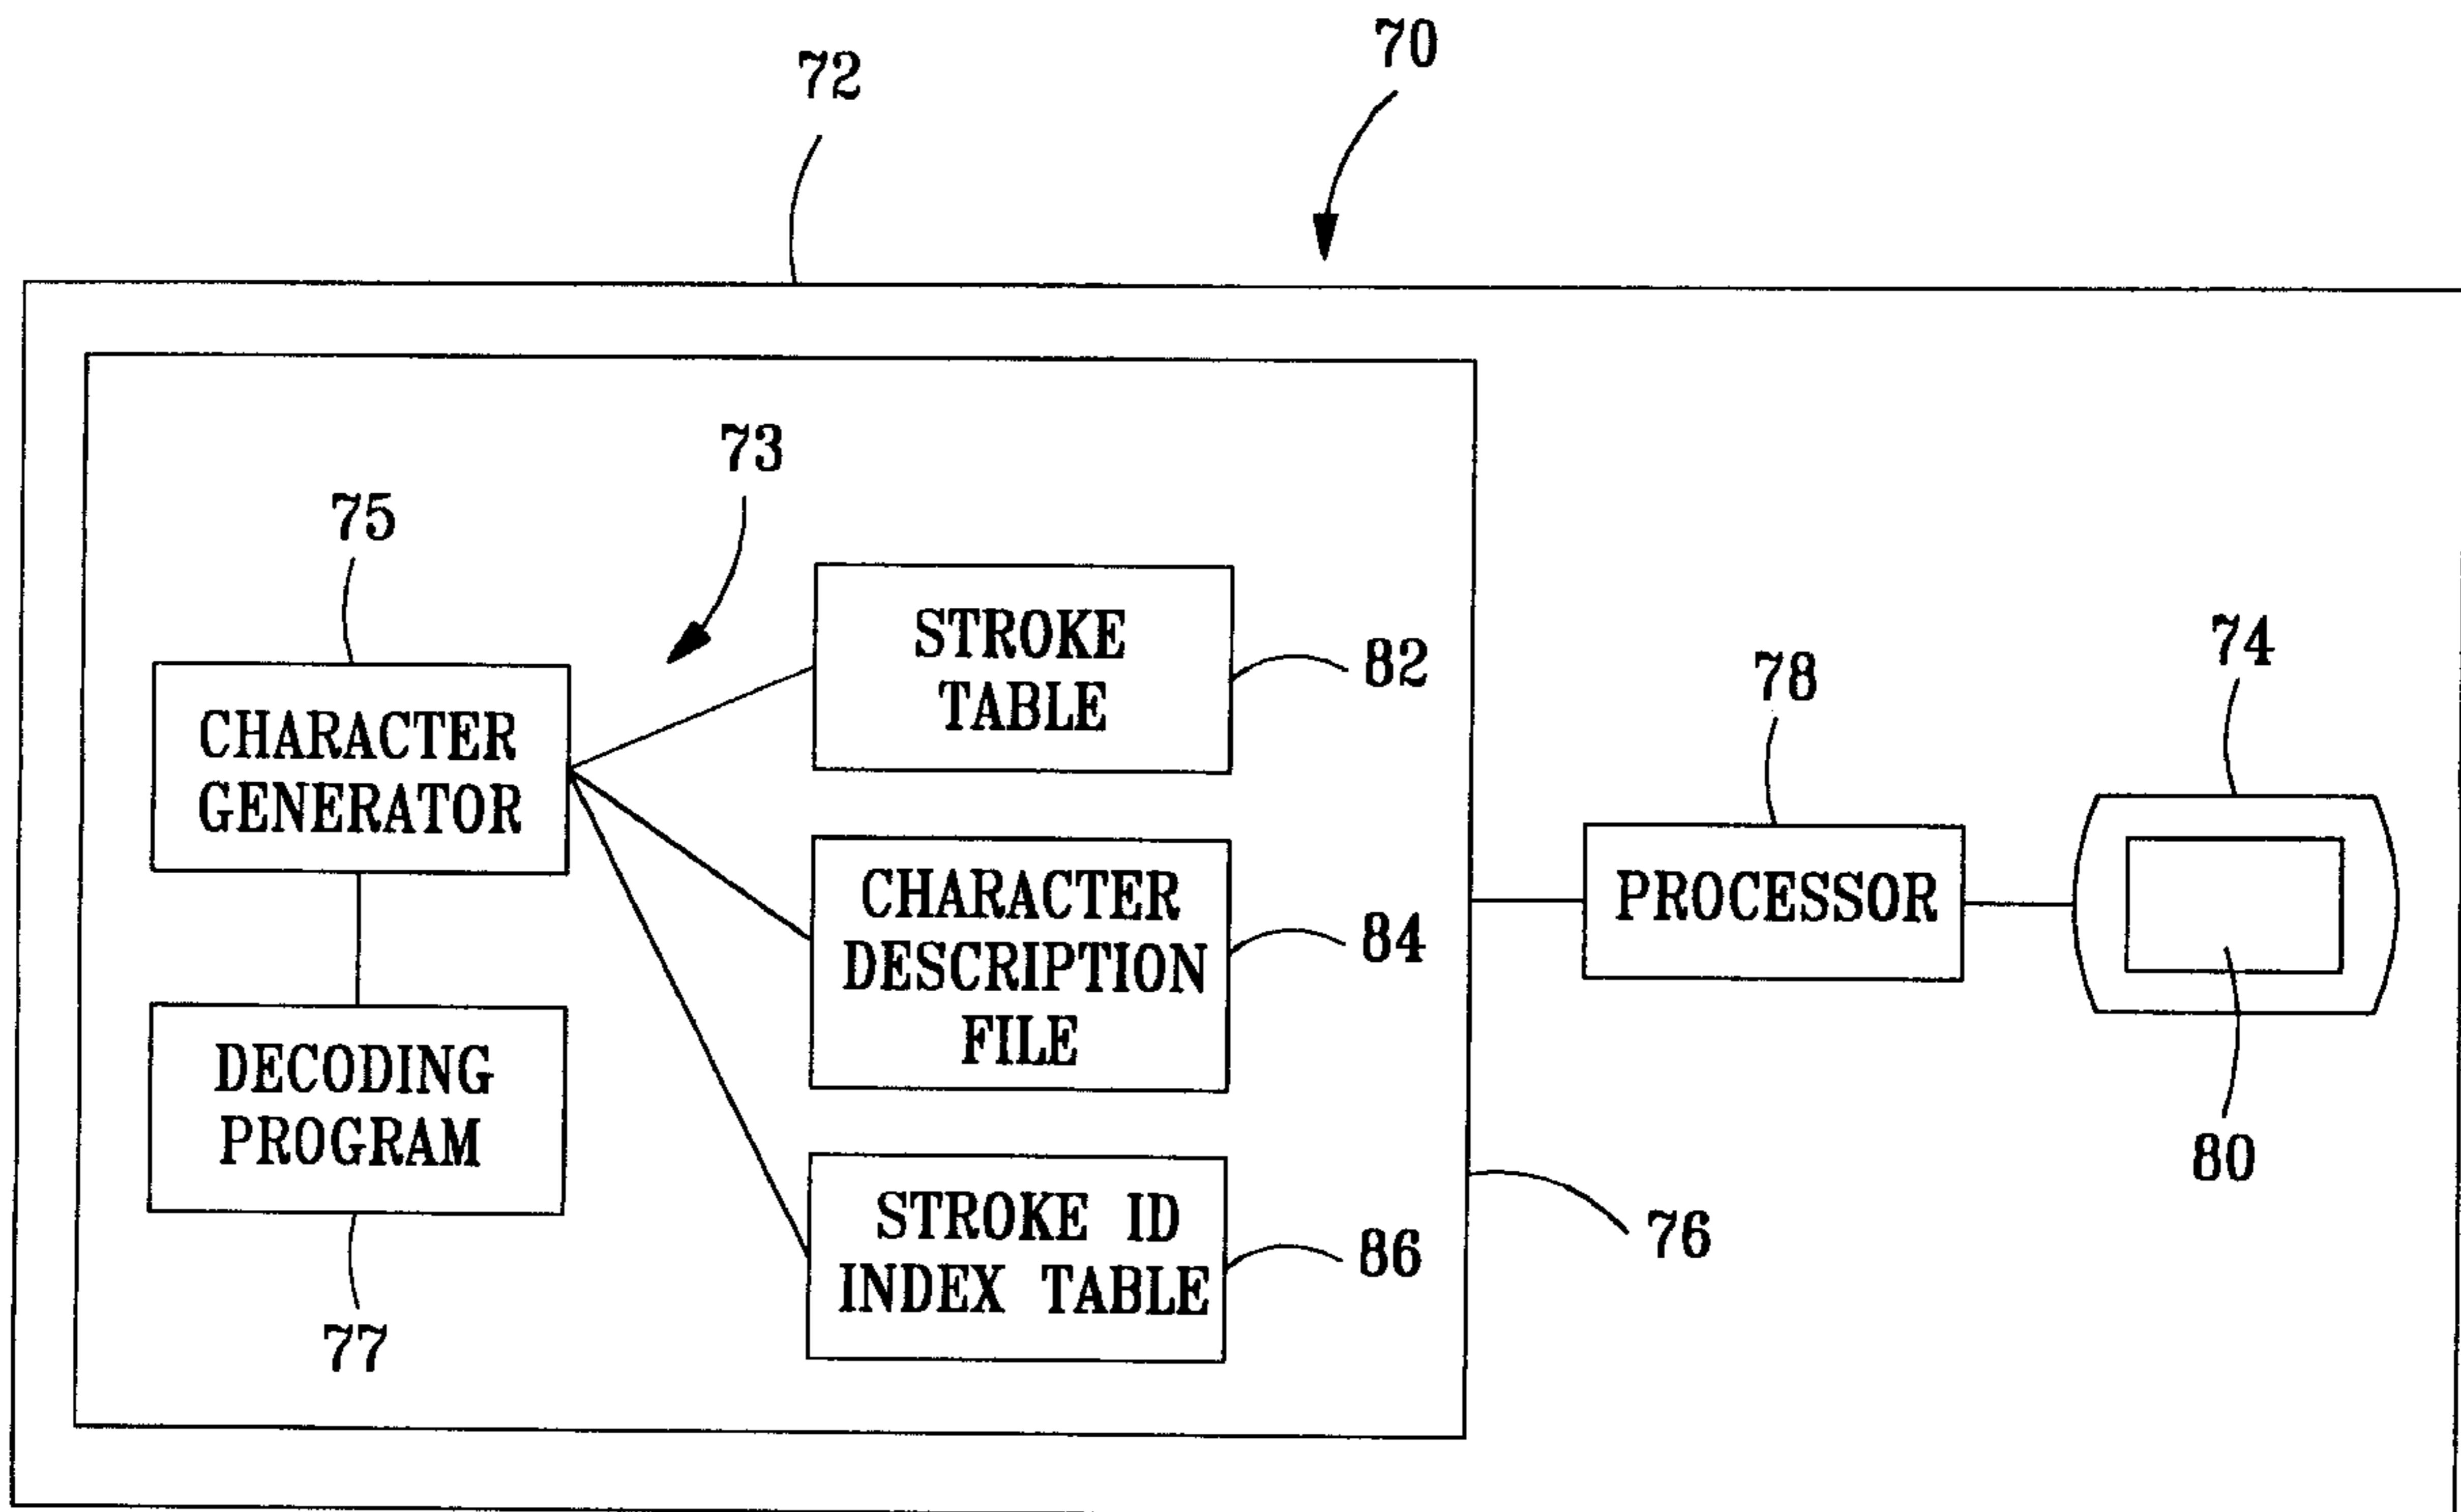 70
72
73
75
STROKE
TABLE
82
74
78
CHARACTER
GENERATOR
CHARACTER
DESCRIPTION
FILE
84
PROCESSOR
80
DECODING
PROGRAM
77
STROKE ID
INDEX TABLE
86
76